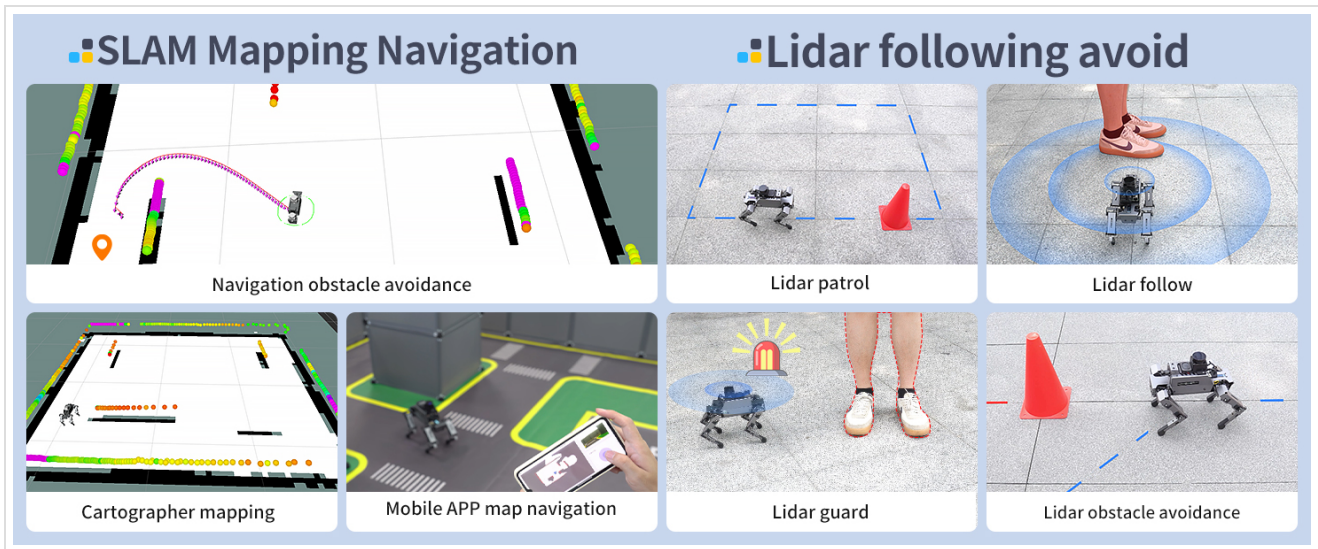 SLAM Mapping Navigation
Lidar following avoid
Navigation obstacle avoidance
Lidar patrol
Lidar follow
Cartographer mapping
Mobile APP map navigation
Lidar guard
Lidar obstacle avoidance